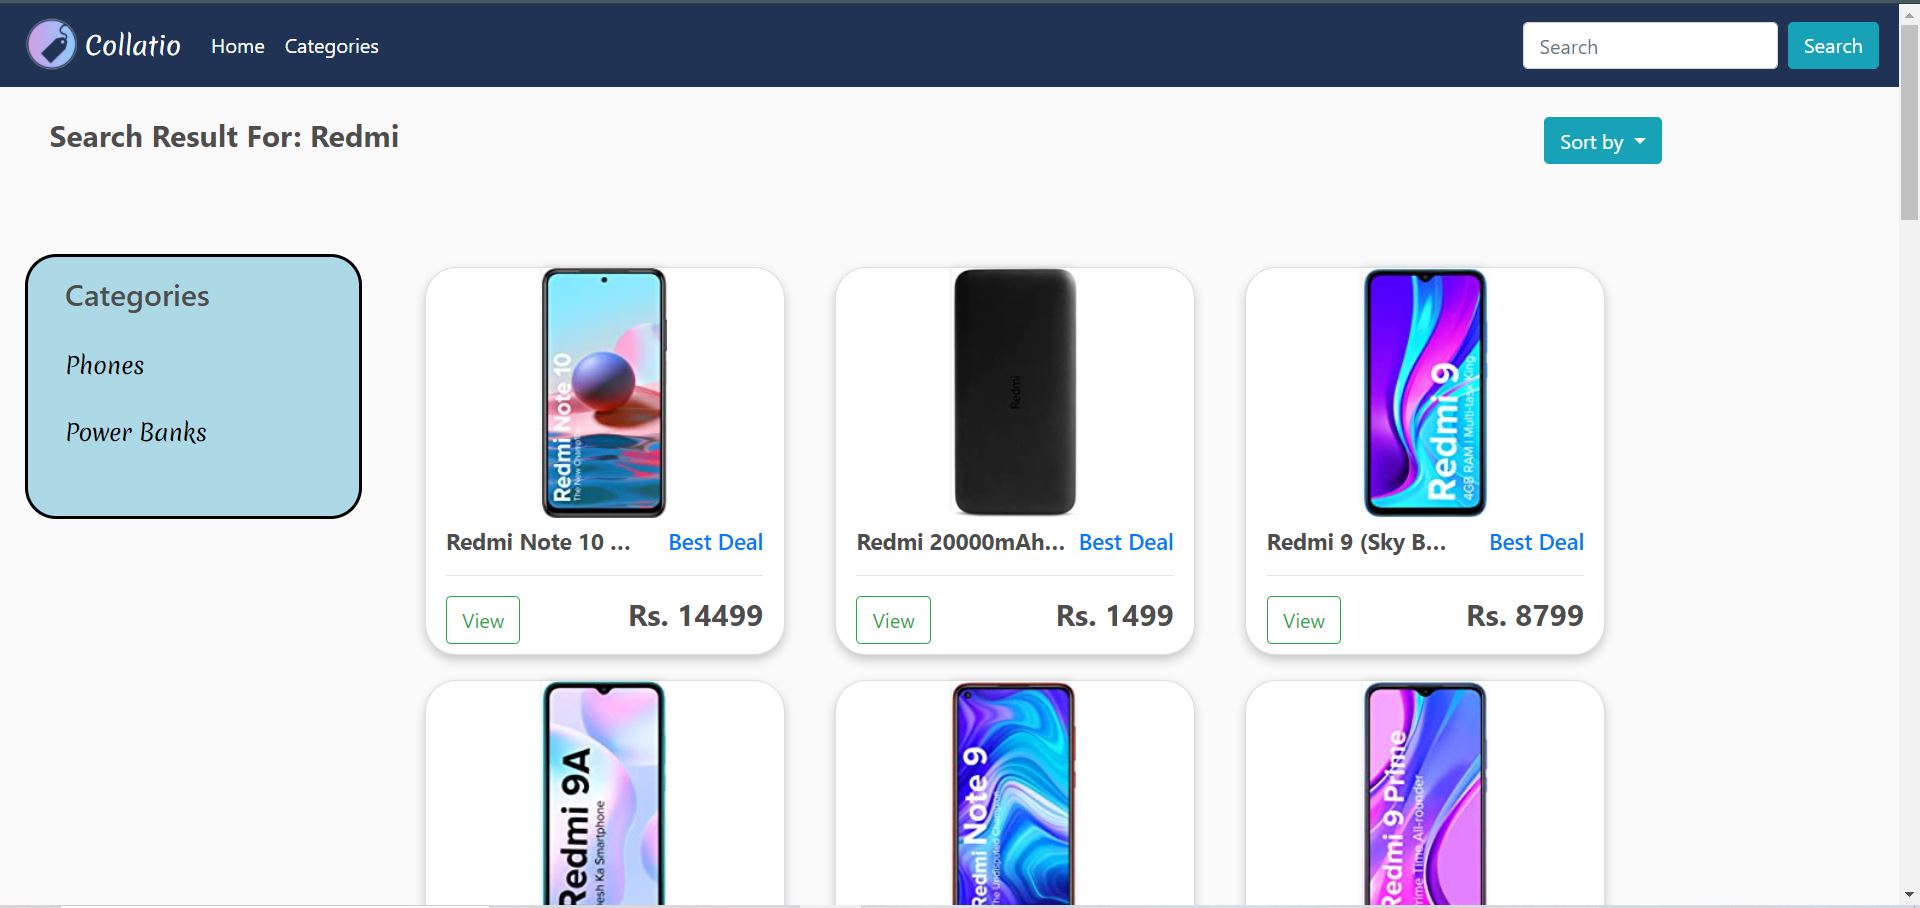 Collatio Home Categories Search Search
Search Result For: Redmi
Sort by
Categories
Phones
Power Banks
Redmi Note 10
The New Champion
Redmi
Redmi 9
4GB RAM | Multi-task King
Redmi Note 10 ... Best Deal
View Rs. 14499
Redmi 20000mAh... Best Deal
View Rs. 1499
Redmi 9 (Sky B... Best Deal
View Rs. 8799
Redmi 9A
Desh Ka Smartphone
Redmi Note 9
The Undisputed Champion
Redmi 9 Prime
Prime Time All-rounder